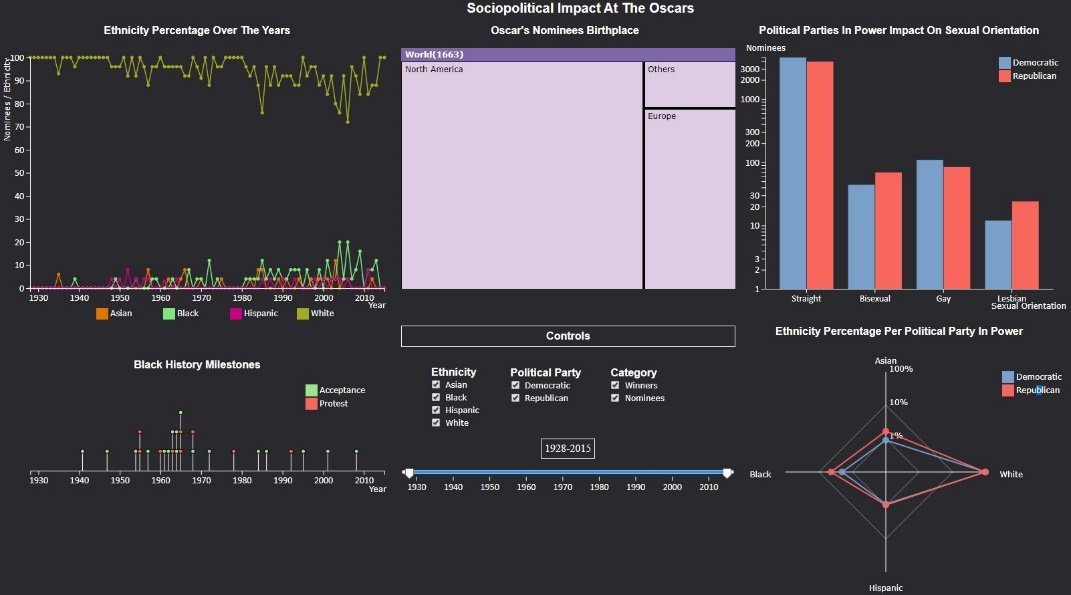 Sociopolitical Impact At The Oscars
Ethnicity Percentage Over The Years
Nominees / Ethnicity
100
90
80
70
60
50
40
30
20
10
0
1930 1940 1950 1960 1970 1980 1990 2000 2010
Year
Asian Black Hispanic White
Oscar's Nominees Birthplace
World(1663)
North America
Others
Europe
Political Parties In Power Impact On Sexual Orientation
Nominees
Democratic
Republican
3000
2000
1000
300
200
100
30
20
10
3
2
1
Straight Bisexual Gay Lesbian
Sexual Orientation
Black History Milestones
Acceptance
Protest
1930 1940 1950 1960 1970 1980 1990 2000 2010
Year
Controls
Ethnicity Political Party Category
Asian Democratic Winners
Black Republican Nominees
Hispanic
White
1928-2015
1930 1940 1950 1960 1970 1980 1990 2000 2010
Ethnicity Percentage Per Political Party In Power
Asian
100%
Democratic
Republican
10%
1%
Black
White
Hispanic